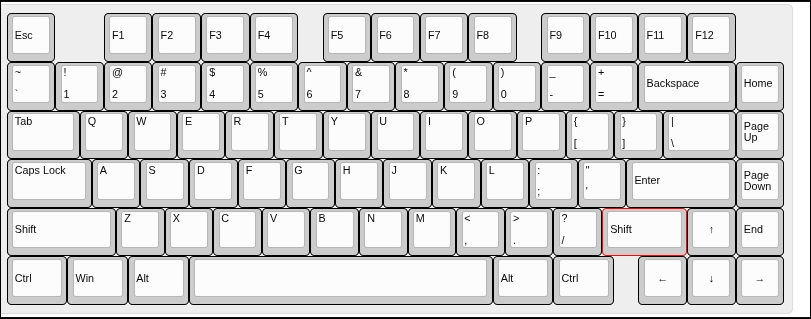 Esc F1 F2 F3 F4 F5 F6 F7 F8 F9 F10 F11 F12
~ ! @ # $ % ^ & * ( ) _ +
` 1 2 3 4 5 6 7 8 9 0 - = Backspace Home
Tab Q W E R T Y U I O P { } | Page
[ ] \ Up
Caps Lock A S D F G H J K L : " Enter Page
; ' Down
Shift Z X C V B N M < > ? Shift ↑ End
, . /
Ctrl Win Alt Alt Ctrl ← ↓ →